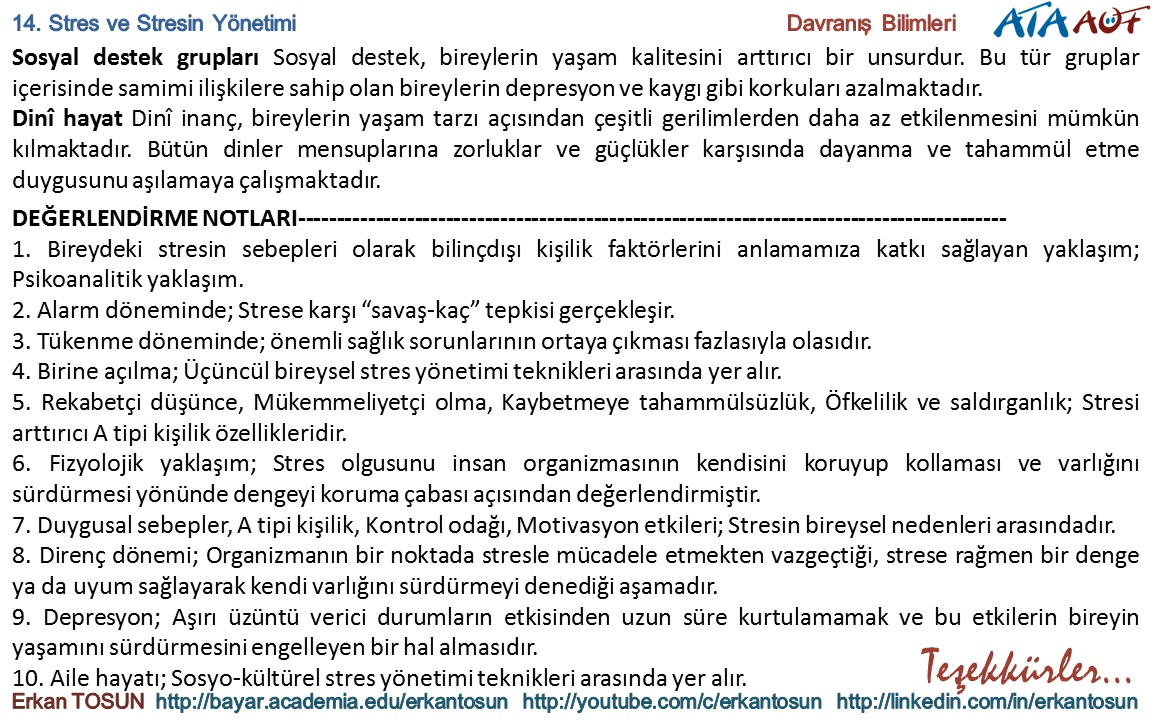 14. Stres ve Stresin Yönetimi Davranış Bilimleri ATA AÖF
Sosyal destek grupları Sosyal destek, bireylerin yaşam kalitesini arttırıcı bir unsurdur. Bu tür gruplar
içerisinde samimi ilişkilere sahip olan bireylerin depresyon ve kaygı gibi korkuları azalmaktadır.
Dinî hayat Dinî inanç, bireylerin yaşam tarzı açısından çeşitli gerilimlerden daha az etkilenmesini mümkün
kılmaktadır. Bütün dinler mensuplarına zorluklar ve güçlükler karşısında dayanma ve tahammül etme
duygusunu aşılamaya çalışmaktadır.
DEĞERLENDİRME NOTLARI-------------------------------------------------------------------------------------------
1. Bireydeki stresin sebepleri olarak bilinçdışı kişilik faktörlerini anlamamıza katkı sağlayan yaklaşım;
Psikoanalitik yaklaşım.
2. Alarm döneminde; Strese karşı “savaş-kaç” tepkisi gerçekleşir.
3. Tükenme döneminde; önemli sağlık sorunlarının ortaya çıkması fazlasıyla olasıdır.
4. Birine açılma; Üçüncül bireysel stres yönetimi teknikleri arasında yer alır.
5. Rekabetçi düşünce, Mükemmeliyetçi olma, Kaybetmeye tahammülsüzlük, Öfkelilik ve saldırganlık; Stresi
arttırıcı A tipi kişilik özellikleridir.
6. Fizyolojik yaklaşım; Stres olgusunu insan organizmasının kendisini koruyup kollaması ve varlığını
sürdürmesi yönünde dengeyi koruma çabası açısından değerlendirmiştir.
7. Duygusal sebepler, A tipi kişilik, Kontrol odağı, Motivasyon etkileri; Stresin bireysel nedenleri arasındadır.
8. Direnç dönemi; Organizmanın bir noktada stresle mücadele etmekten vazgeçtiği, strese rağmen bir denge
ya da uyum sağlayarak kendi varlığını sürdürmeyi denediği aşamadır.
9. Depresyon; Aşırı üzüntü verici durumların etkisinden uzun süre kurtulamamak ve bu etkilerin bireyin
yaşamını sürdürmesini engelleyen bir hal almasıdır.
10. Aile hayatı; Sosyo-kültürel stres yönetimi teknikleri arasında yer alır.
Teşekkürler...
Erkan TOSUN http://bayar.academia.edu/erkantosun http://youtube.com/c/erkantosun http://linkedin.com/in/erkantosun